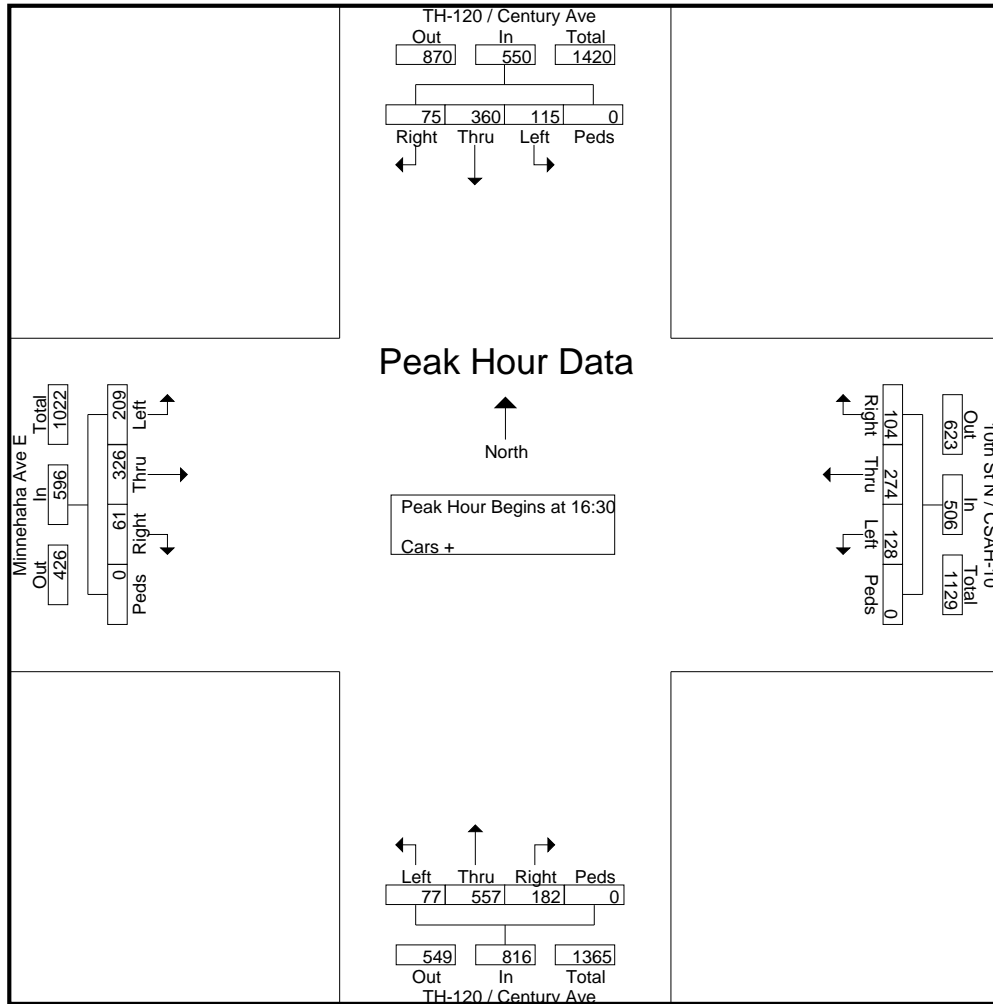 TH-120 / Century Ave
Out In Total
870 550 1420
75 360 115 0
Right Thru Left Peds
Peak Hour Data
North
Peak Hour Begins at 16:30
Cars +
Minnehaha Ave E
Total In Out
1022 596 426
209 326 61 0
Left Thru Right Peds
10th St N / CSAH-10
Out In Total
623 506 1129
104 274 128 0
Right Thru Left Peds
Left Thru Right Peds
77 557 182 0
549 816 1365
Out In Total
TH-120 / Century Ave